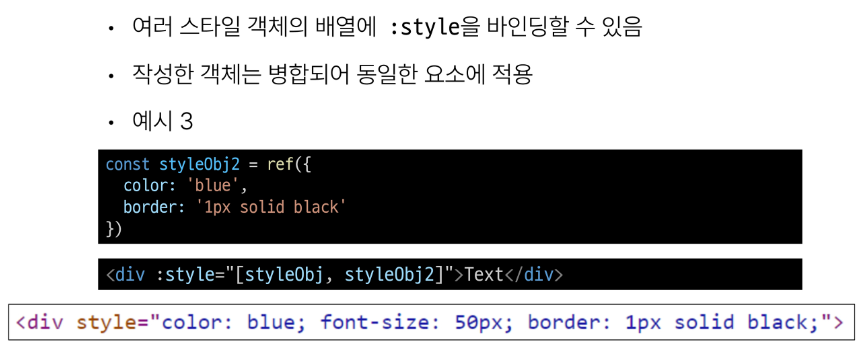 • 여러 스타일 객체의 배열에 :style을 바인딩할 수 있음
• 작성한 객체는 병합되어 동일한 요소에 적용
• 예시 3
const styleObj2 = ref({
  color: 'blue',
  border: '1px solid black'
})
<div :style="[styleObj, styleObj2]">Text</div>
<div style="color: blue; font-size: 50px; border: 1px solid black;">